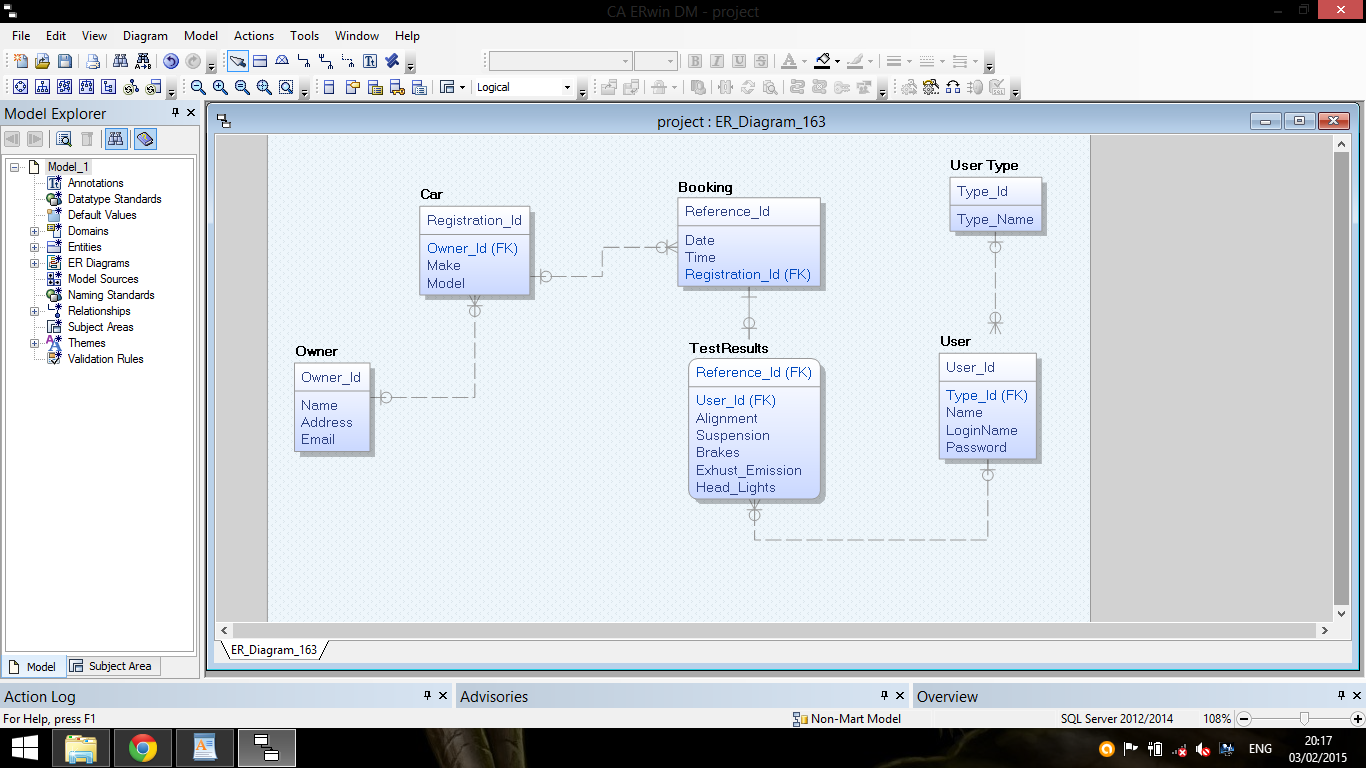 CA ERwin DM - project
File Edit View Diagram Model Actions Tools Window Help
B I U S A
Logical
Model Explorer
project : ER_Diagram_163
Model_1
Annotations
Datatype Standards
Default Values
Domains
Entities
ER Diagrams
Model Sources
Naming Standards
Relationships
Subject Areas
Themes
Validation Rules
Car
Registration_Id
Owner_Id (FK)
Make
Model
Booking
Reference_Id
Date
Time
Registration_Id (FK)
User Type
Type_Id
Type_Name
Owner
Owner_Id
Name
Address
Email
TestResults
Reference_Id (FK)
User_Id (FK)
Alignment
Suspension
Brakes
Exhust_Emission
Head_Lights
User
User_Id
Type_Id (FK)
Name
LoginName
Password
ER_Diagram_163
Model Subject Area
Action Log Advisories Overview
For Help, press F1 Non-Mart Model SQL Server 2012/2014 108%
ENG 20:17
03/02/2015